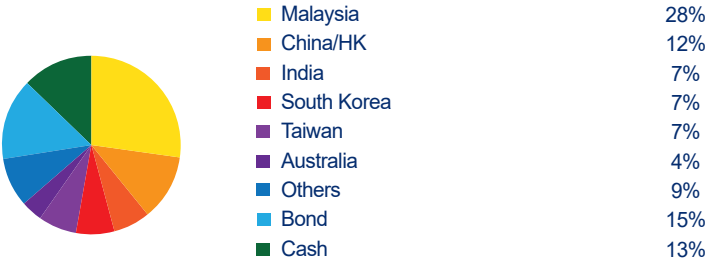 Malaysia 28%
China/HK 12%
India 7%
South Korea 7%
Taiwan 7%
Australia 4%
Others 9%
Bond 15%
Cash 13%